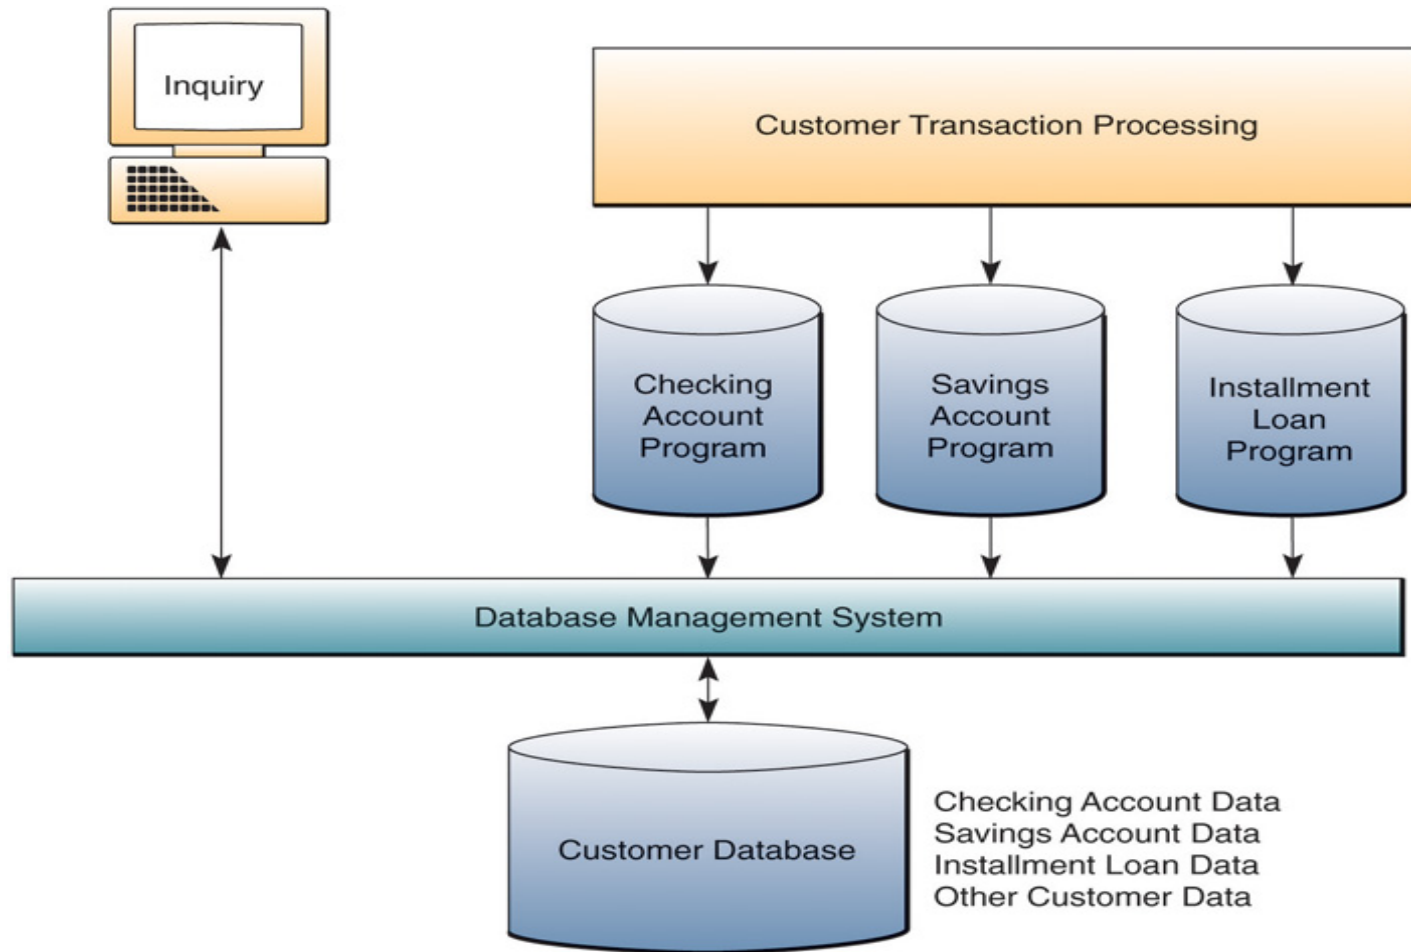 Inquiry
Customer Transaction Processing
Checking
Account
Program
Savings
Account
Program
Installment
Loan
Program
Database Management System
Customer Database
Checking Account Data
Savings Account Data
Installment Loan Data
Other Customer Data